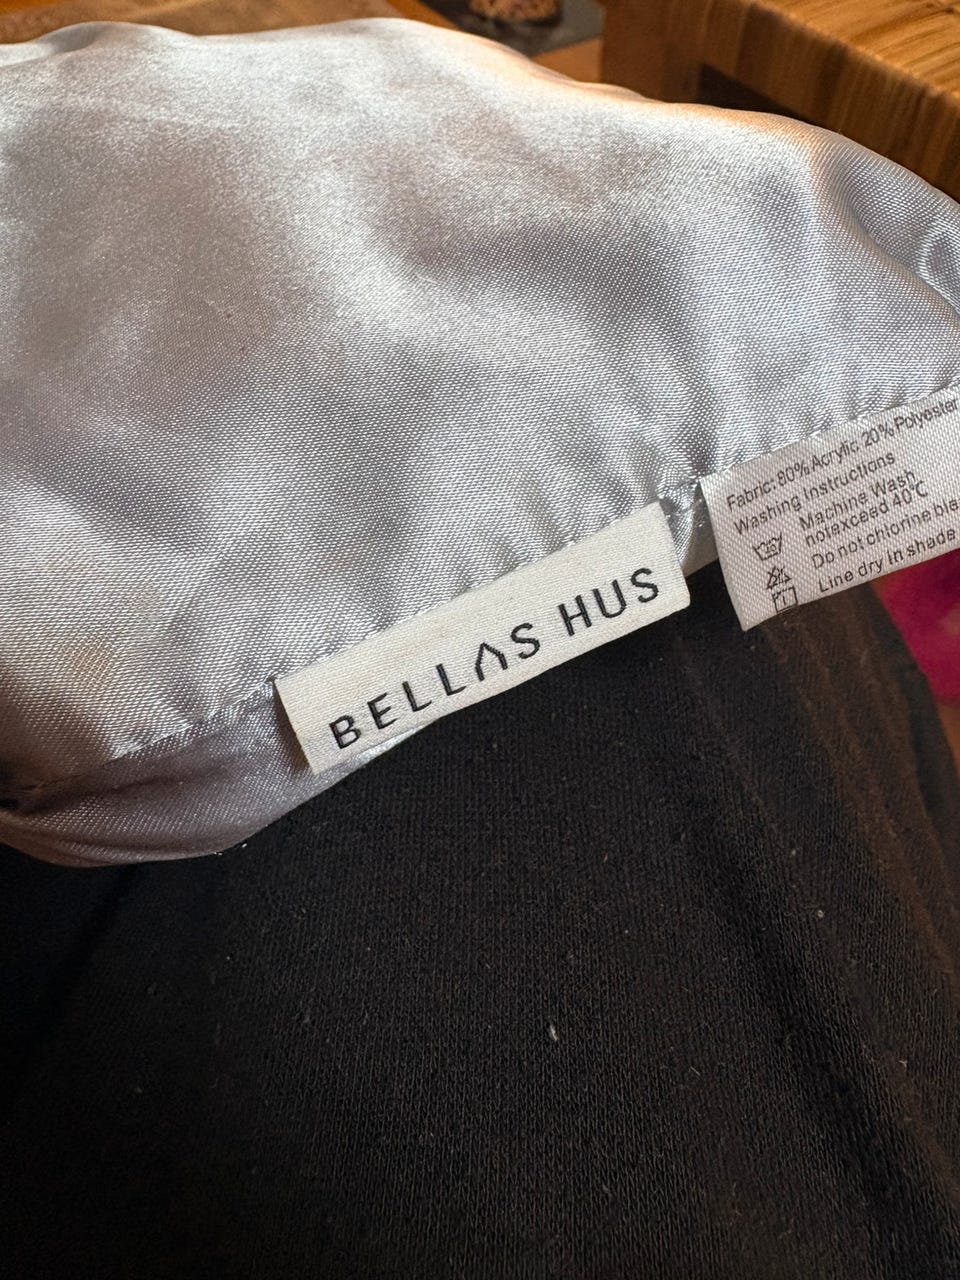 BELLAS HUS
Fabric: 80% Acrylic 20% Polyester
Washing Instructions
Machine Wash
notexceed 40℃
Do not chlorine
Line dry in shade